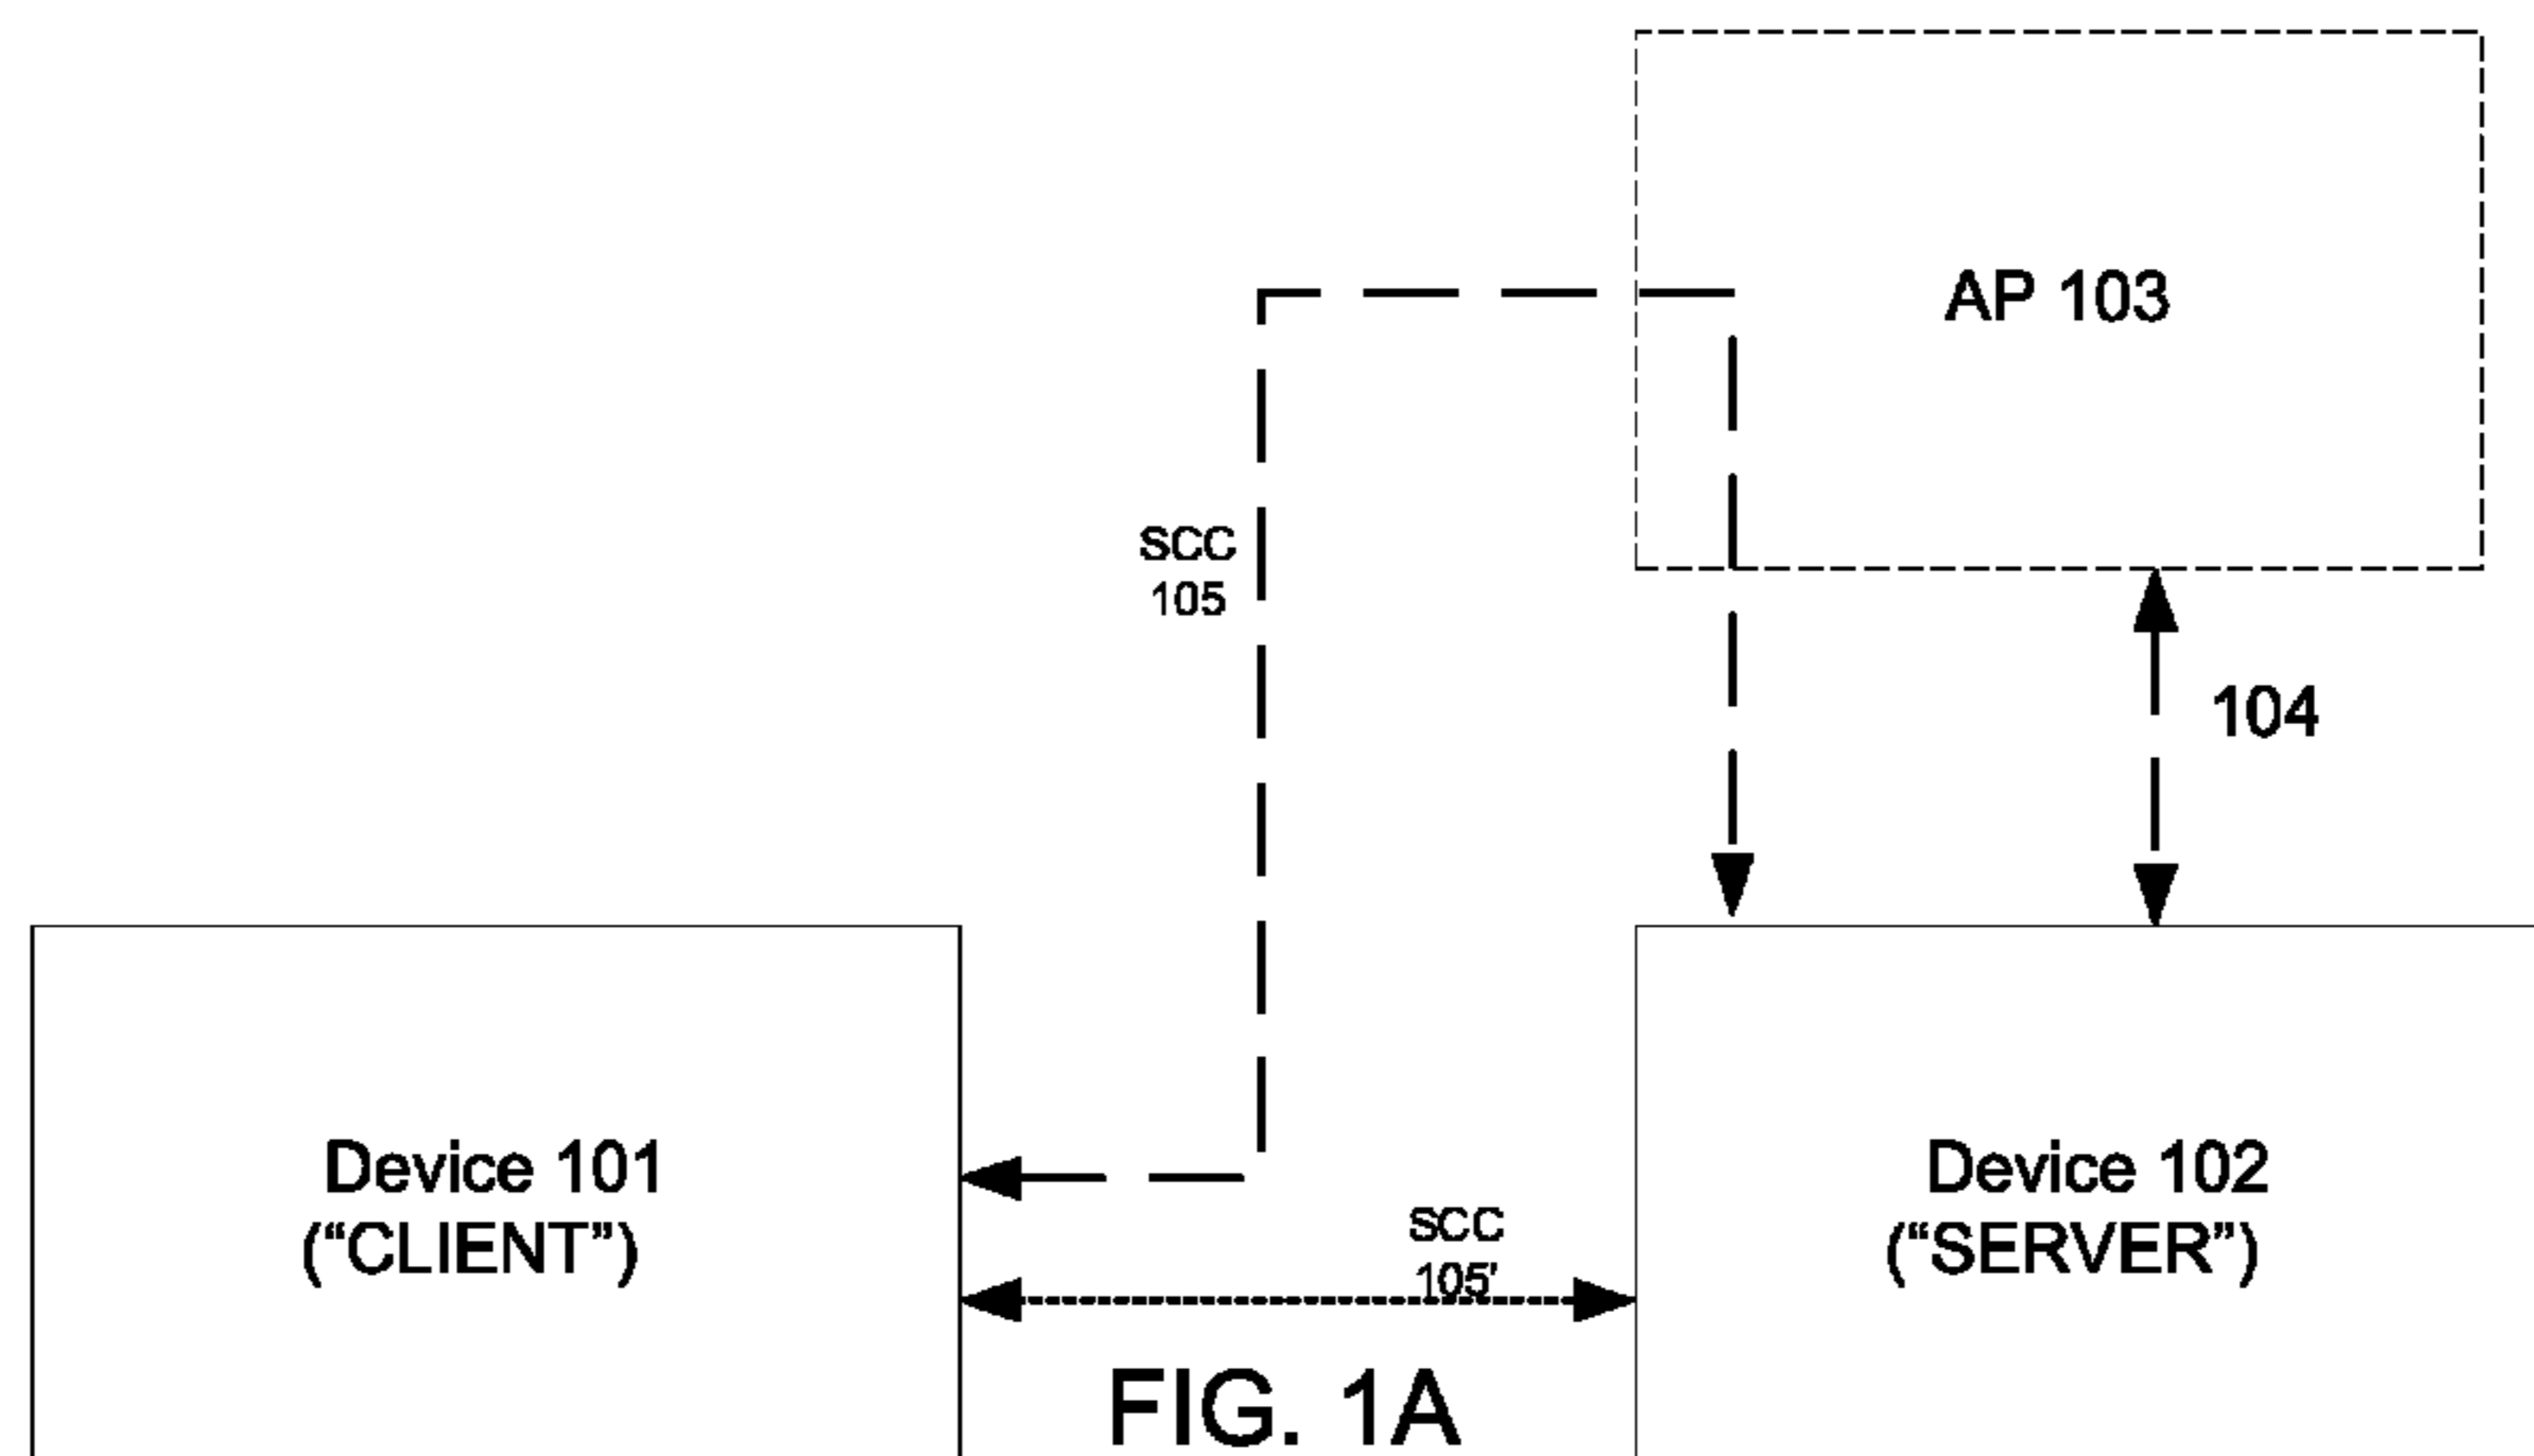 AP 103
SCC
105
104
Device 101
(“CLIENT”)
Device 102
(“SERVER”)
SCC
105'
FIG. 1A